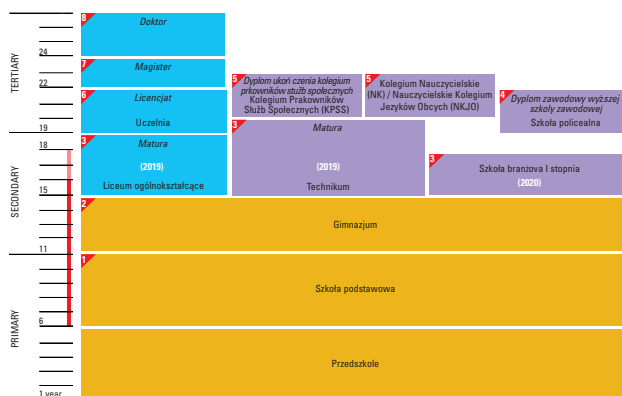 TERTIARY
SECONDARY
PRIMARY
24
22
19
18
15
11
6
1 year
8
Doktor
7
Magister
6
Licencjat
Uczelnia
5
Dyplom ukoń czenia kolegium
prkowników stużb społecznych
Kolegium Prakowników
Służb Społecznych (KPSS)
5
Kolegium Nauczycielskie
(NK) / Nauczycielskie Kolegium
Jezyków Obcych (NKJO)
4
Dyplom zawodowy wyższej
szkoly zawodowej
Szkoła policealna
3
Matura
(2019)
Liceum ogólnokształcące
3
Matura
(2019)
Technikum
3
Szkoła branżova I stopnia
(2020)
2
Gimnazjum
1
Szkoła podstawowa
Przedszkole